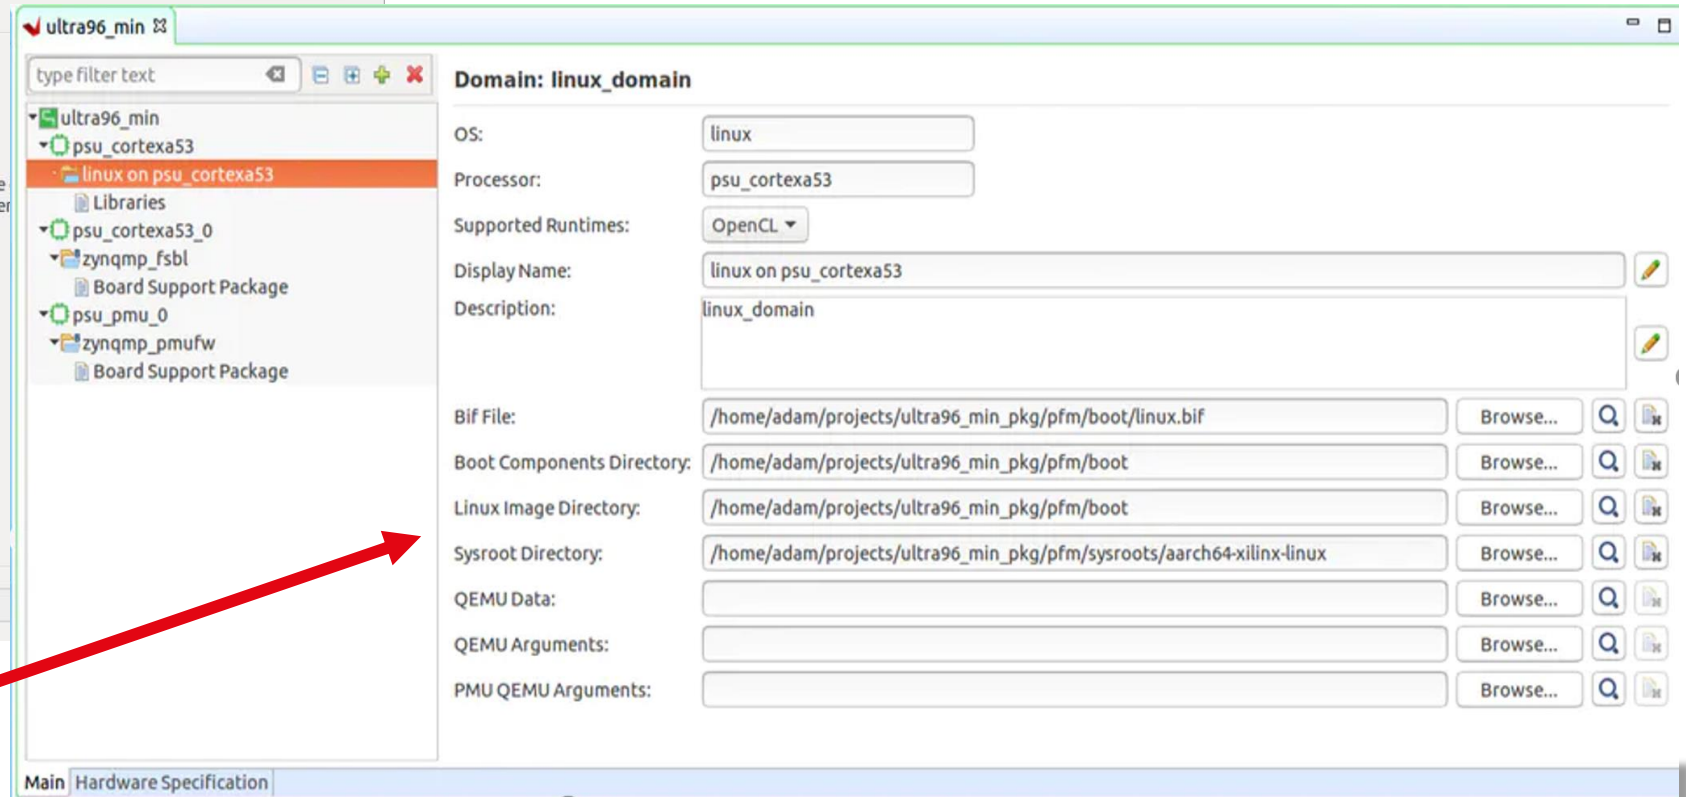 ultra96_min
type filter text
ultra96_min
psu_cortexa53
linux on psu_cortexa53
Libraries
psu_cortexa53_0
zynqmp_fsbl
Board Support Package
psu_pmu_0
zynqmp_pmufw
Board Support Package
Domain: linux_domain
OS: linux
Processor: psu_cortexa53
Supported Runtimes: OpenCL
Display Name: linux on psu_cortexa53
Description: linux_domain
Bif File: /home/adam/projects/ultra96_min_pkg/pfm/boot/linux.bif Browse...
Boot Components Directory: /home/adam/projects/ultra96_min_pkg/pfm/boot Browse...
Linux Image Directory: /home/adam/projects/ultra96_min_pkg/pfm/boot Browse...
Sysroot Directory: /home/adam/projects/ultra96_min_pkg/pfm/sysroots/aarch64-xilinx-linux Browse...
QEMU Data: Browse...
QEMU Arguments: Browse...
PMU QEMU Arguments: Browse...
Main Hardware Specification